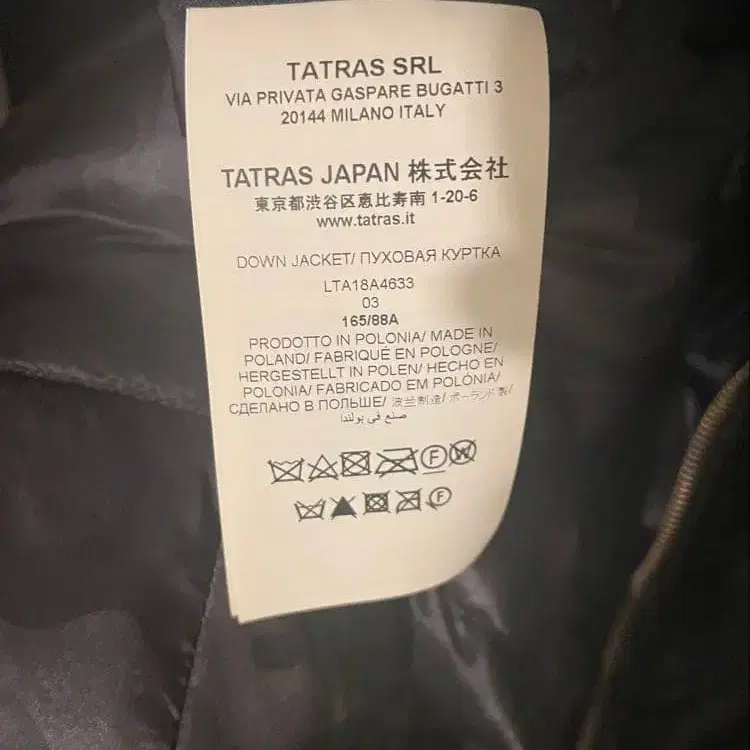 TATRAS SRL
VIA PRIVATA GASPARE BUGATTI 3
20144 MILANO ITALY
TATRAS JAPAN 株式会社
東京都渋谷区恵比寿南 1-20-6
www.tatras.it
DOWN JACKET/ ПУХОВАЯ КУРТКА
LTA18A4633
03
165/88A
PRODOTTO IN POLONIA/ MADE IN
POLAND/ FABRIQUÉ EN POLOGNE/
HERGESTELLT IN POLEN/ HECHO EN
POLONIA/ FABRICADO EM POLÓNIA/
СДЕЛАНО В ПОЛЬШЕ/ 波兰制造/ ポーランド製/
صنع في بولندا
F W
F